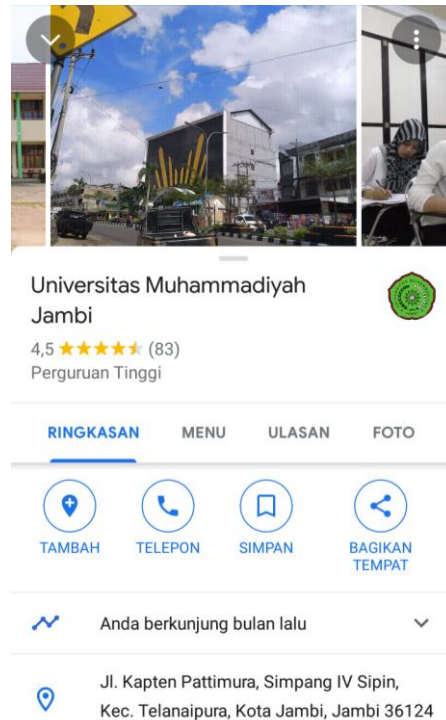 Universitas Muhammadiyah
Jambi
4,5 (83)
Perguruan Tinggi
RINGKASAN MENU ULASAN FOTO
TAMBAH TELEPON SIMPAN BAGIKAN
TEMPAT
Anda berkunjung bulan lalu
Jl. Kapten Pattimura, Simpang IV Sipin,
Kec. Telanaipura, Kota Jambi, Jambi 36124